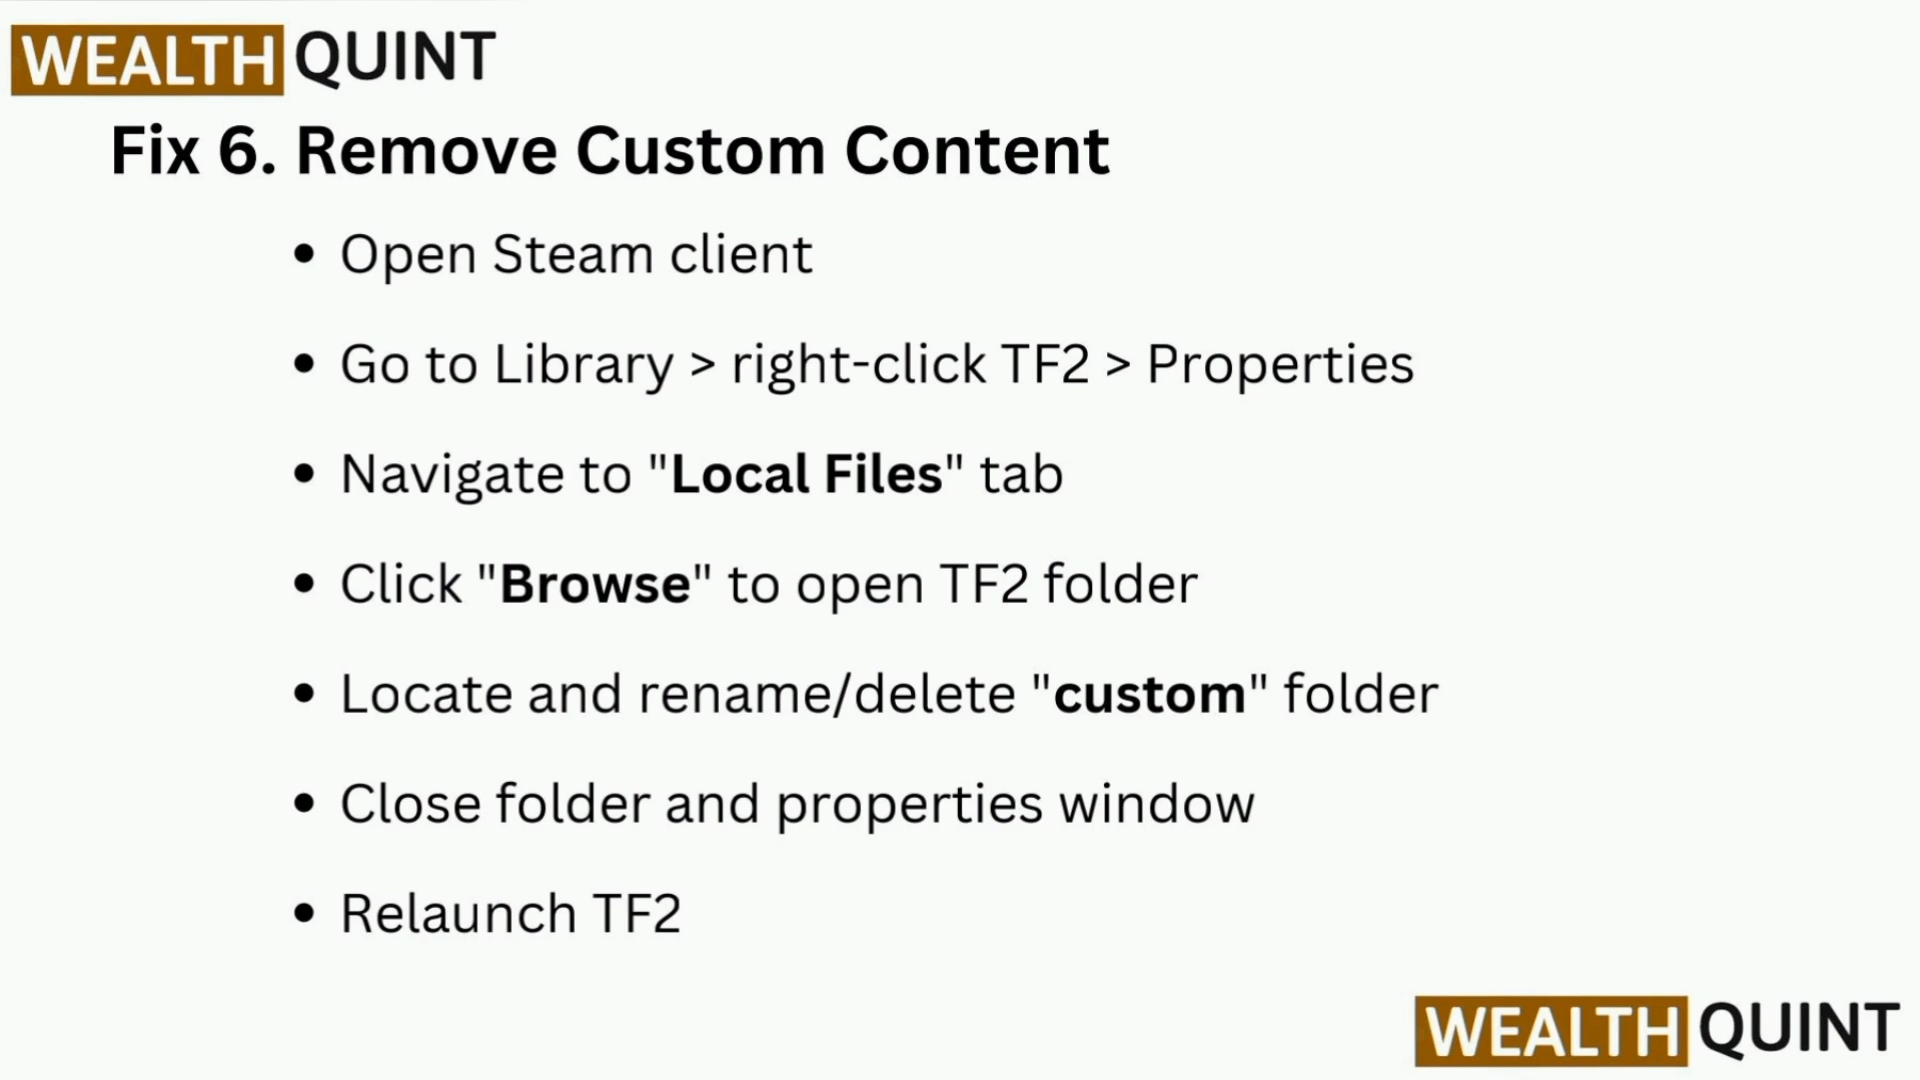 WEALTH QUINT
Fix 6. Remove Custom Content
• Open Steam client
• Go to Library > right-click TF2 > Properties
• Navigate to "Local Files" tab
• Click "Browse" to open TF2 folder
• Locate and rename/delete "custom" folder
• Close folder and properties window
• Relaunch TF2
WEALTH QUINT